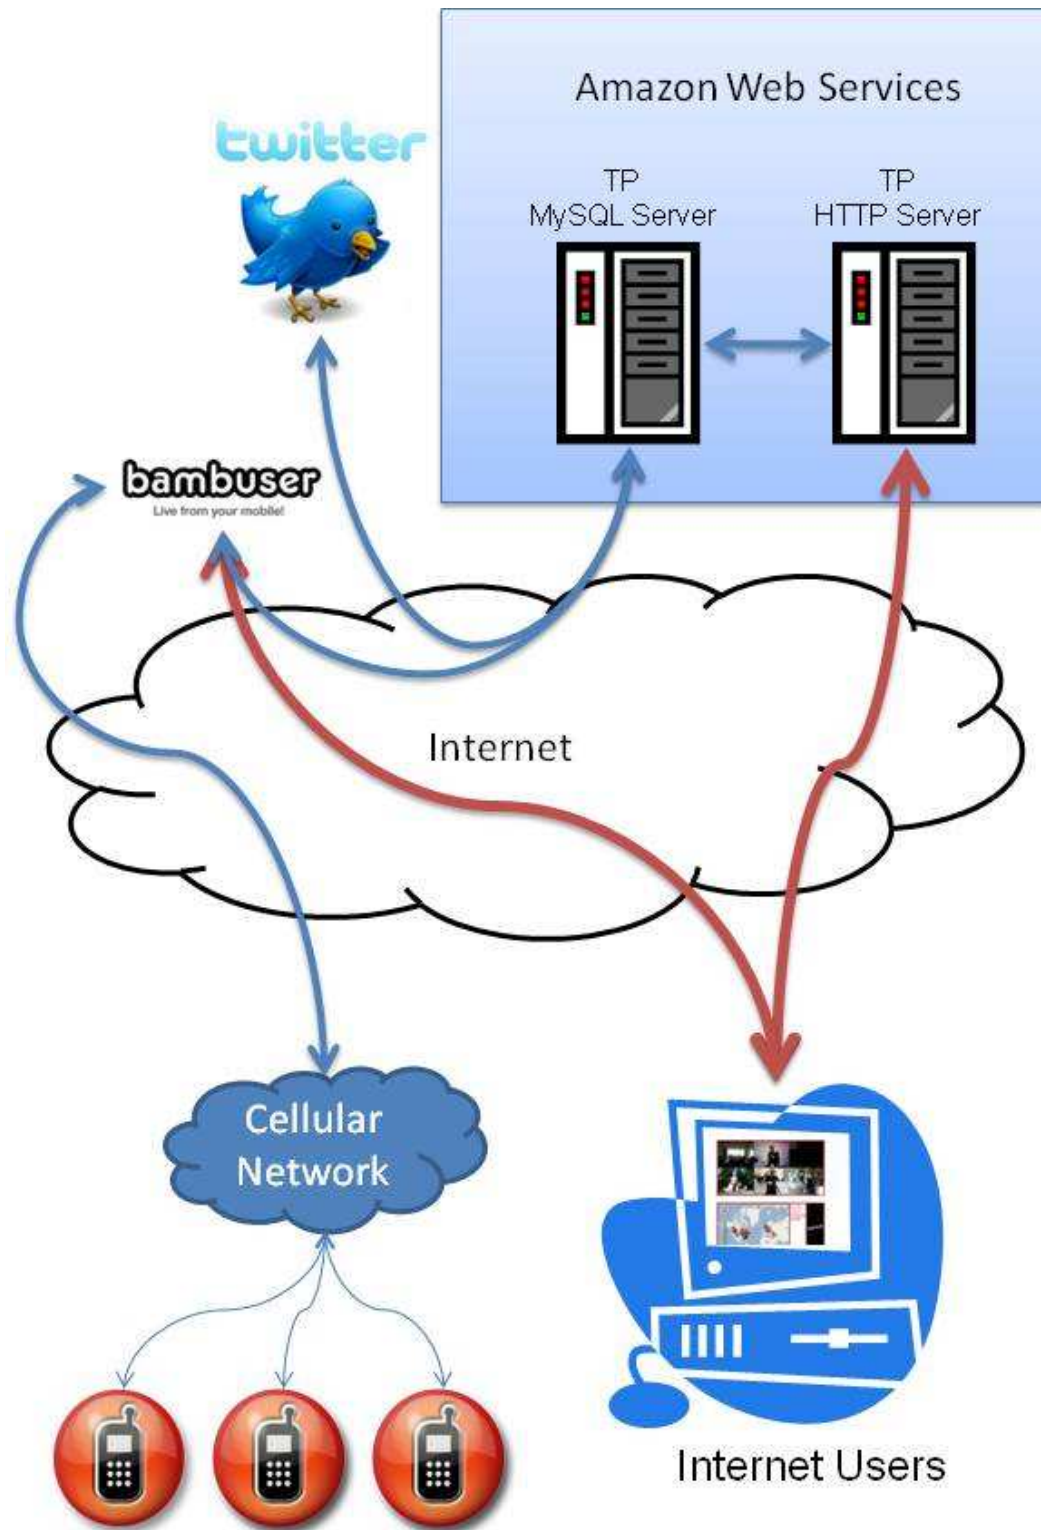 Amazon Web Services
twitter
TP
MySQL Server
TP
HTTP Server
bambuser
Live from your mobile!
Internet
Cellular
Network
Internet Users